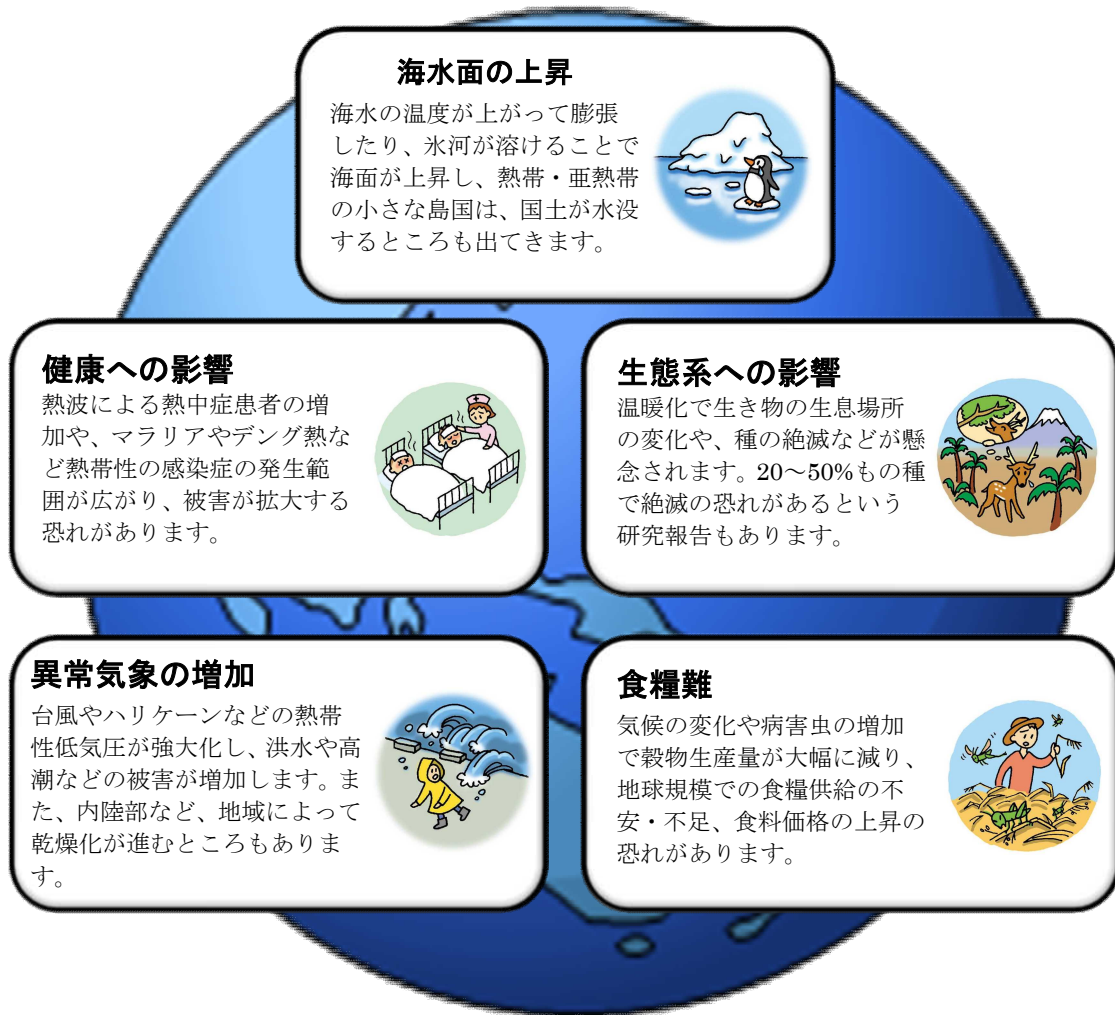 海水面の上昇
海水の温度が上がって膨張
したり、氷河が溶けることで
海面が上昇し、熱帯・亜熱帯
の小さな島国は、国土が水没
するところも出てきます。
健康への影響
熱波による熱中症患者の増
加や、マラリアやデング熱な
ど熱帯性の感染症の発生範
囲が広がり、被害が拡大する
恐れがあります。
生態系への影響
温暖化で生き物の生息場所
の変化や、種の絶滅などが懸
念されます。20～50%もの種
で絶滅の恐れがあるという
研究報告もあります。
異常気象の増加
台風やハリケーンなどの熱帯
性低気圧が強大化し、洪水や高
潮などの被害が増加します。ま
た、内陸部など、地域によって
乾燥化が進むところもありま
す。
食糧難
気候の変化や病害虫の増加
で穀物生産量が大幅に減り、
地球規模での食糧供給の不
安・不足、食料価格の上昇の
恐れがあります。